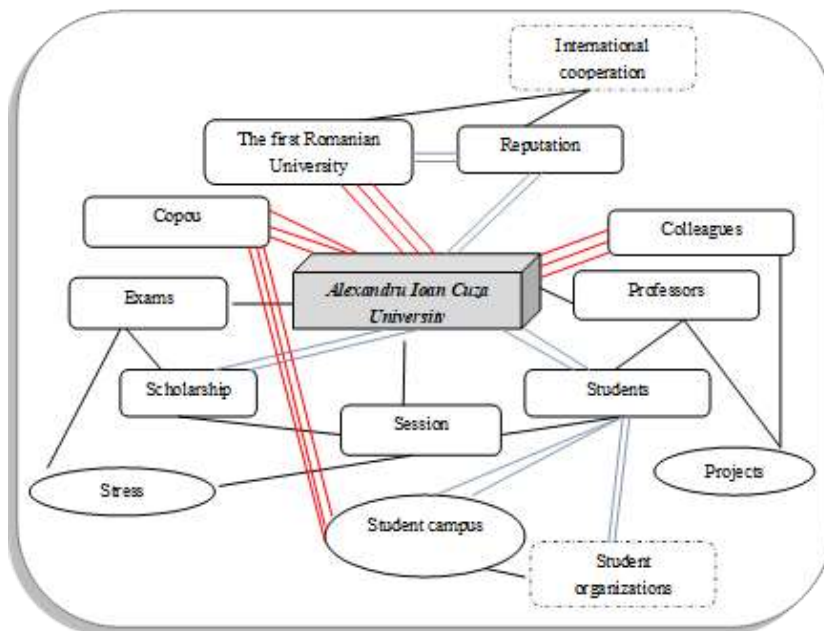 International
cooperation
The first Romanian
University
Reputation
Copou
Colleagues
Alexandru Ioan Cuza
University
Exams
Professors
Scholarship
Students
Session
Projects
Stress
Student campus
Student
organizations